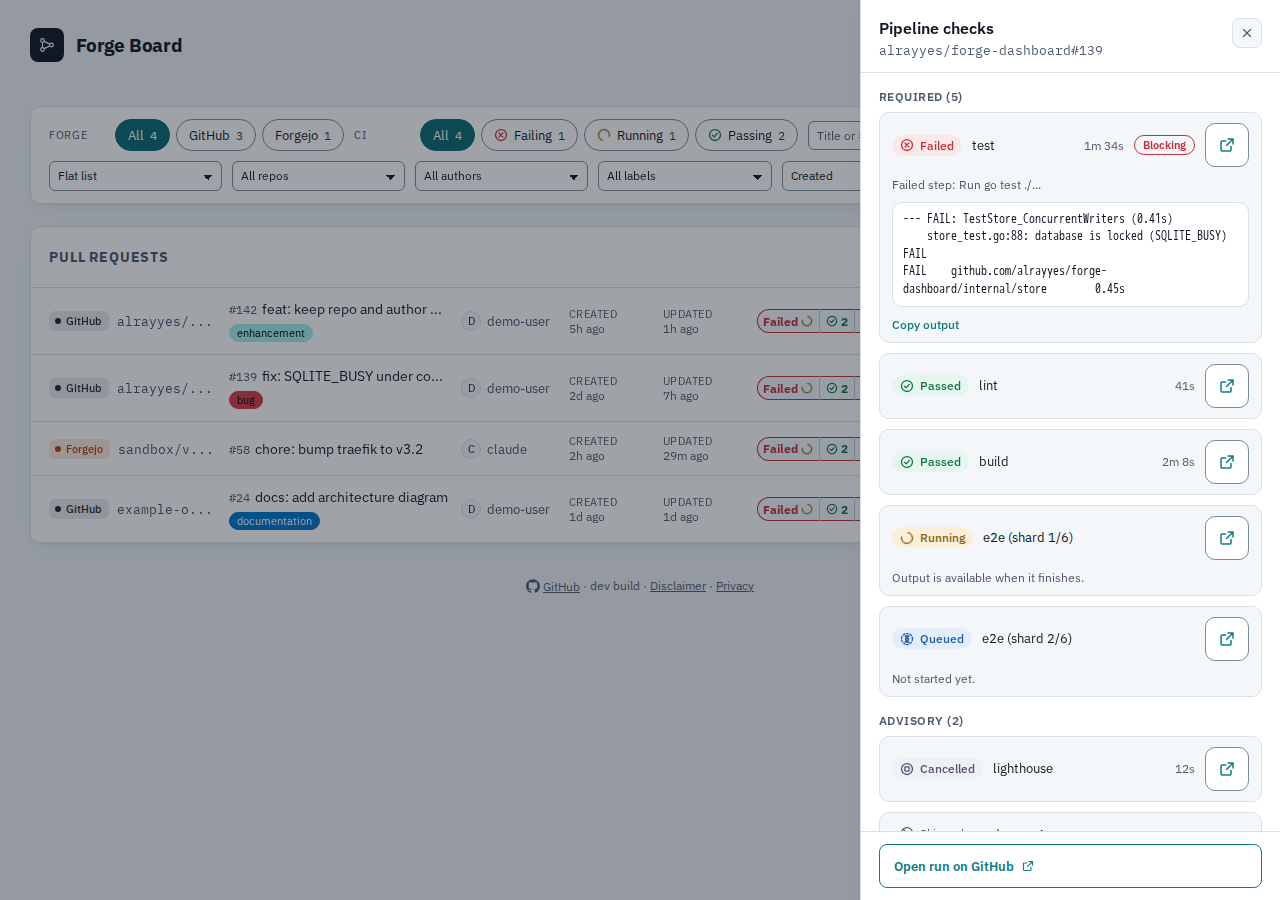 Forge Board
FORGE
All 4
GitHub 3
Forgejo 1
CI
All 4
Failing 1
Running 1
Passing 2
Title or
Flat list
All repos
All authors
All labels
Created
PULL REQUESTS
GitHub alrayyes/... #142 feat: keep repo and author ... D demo-user CREATED UPDATED Failed 2
enhancement 5h ago 1h ago
GitHub alrayyes/... #139 fix: SQLITE_BUSY under co... D demo-user CREATED UPDATED Failed 2
bug 2d ago 7h ago
Forgejo sandbox/v... #58 chore: bump traefik to v3.2 C claude CREATED UPDATED Failed 2
2h ago 29m ago
GitHub example-o... #24 docs: add architecture diagram D demo-user CREATED UPDATED Failed 2
documentation 1d ago 1d ago
GitHub · dev build · Disclaimer · Privacy
Pipeline checks
alrayyes/forge-dashboard#139
REQUIRED (5)
Failed test 1m 34s Blocking
Failed step: Run go test ./...
--- FAIL: TestStore_ConcurrentWriters (0.41s)
store_test.go:88: database is locked (SQLITE_BUSY)
FAIL
FAIL github.com/alrayyes/forge-
dashboard/internal/store 0.45s
Copy output
Passed lint 41s
Passed build 2m 8s
Running e2e (shard 1/6)
Output is available when it finishes.
Queued e2e (shard 2/6)
Not started yet.
ADVISORY (2)
Cancelled lighthouse 12s
Open run on GitHub